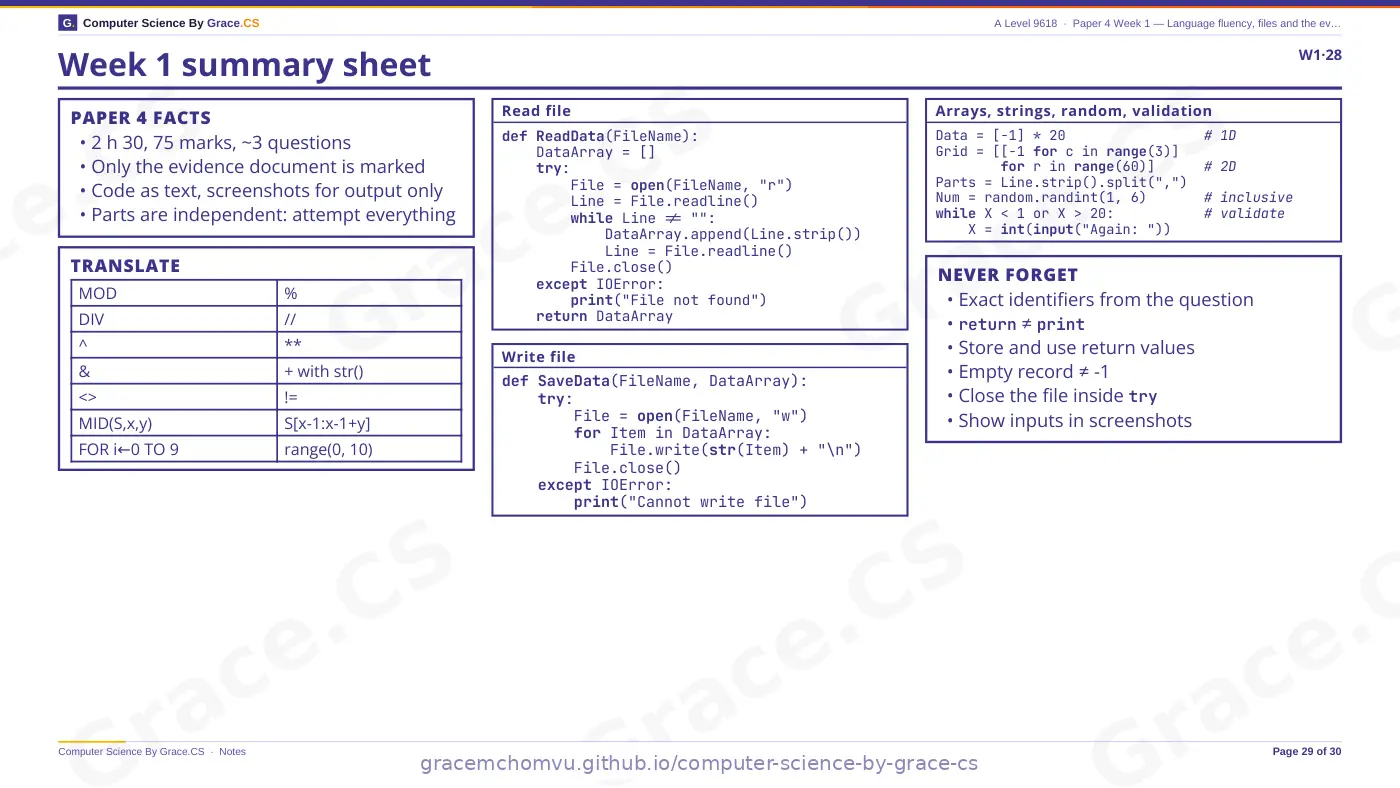 G. Computer Science By Grace.CS
A Level 9618 · Paper 4 Week 1 — Language fluency, files and the ev…
Week 1 summary sheet
W1·28
PAPER 4 FACTS
• 2 h 30, 75 marks, ~3 questions
• Only the evidence document is marked
• Code as text, screenshots for output only
• Parts are independent: attempt everything
TRANSLATE
MOD %
DIV //
^ **
& + with str()
<> !=
MID(S,x,y) S[x-1:x-1+y]
FOR i←0 TO 9 range(0, 10)
Read file
def ReadData(FileName):
    DataArray = []
    try:
        File = open(FileName, "r")
        Line = File.readline()
        while Line ≠ "":
            DataArray.append(Line.strip())
            Line = File.readline()
        File.close()
    except IOError:
        print("File not found")
    return DataArray
Write file
def SaveData(FileName, DataArray):
    try:
        File = open(FileName, "w")
        for Item in DataArray:
            File.write(str(Item) + "\n")
        File.close()
    except IOError:
        print("Cannot write file")
Arrays, strings, random, validation
Data = [-1] * 20 # 1D
Grid = [[-1 for c in range(3)]
        for r in range(60)] # 2D
Parts = Line.strip().split(",")
Num = random.randint(1, 6) # inclusive
while X < 1 or X > 20: # validate
    X = int(input("Again: "))
NEVER FORGET
• Exact identifiers from the question
• return ≠ print
• Store and use return values
• Empty record ≠ -1
• Close the file inside try
• Show inputs in screenshots
Computer Science By Grace.CS · Notes
gracemchomvu.github.io/computer-science-by-grace-cs
Page 29 of 30
Grace.CS